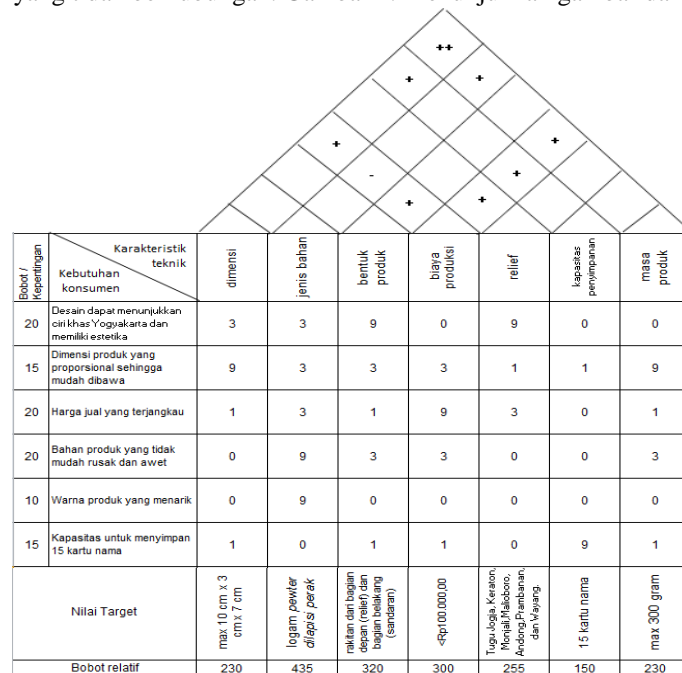 ++
+ +
+ +
- +
+ +
Bobot / Kepentingan
Karakteristik teknik
Kebutuhan konsumen
dimensi
jenis bahan
bentuk produk
biaya produksi
relief
kapasitas penyimpanan
masa produk
20 Desain dapat menunjukkan ciri khas Yogyakarta dan memiliki estetika 3 3 9 0 9 0 0
15 Dimensi produk yang proporsional sehingga mudah dibawa 9 3 3 3 1 1 9
20 Harga jual yang terjangkau 1 3 1 9 3 0 1
20 Bahan produk yang tidak mudah rusak dan awet 0 9 3 3 0 0 3
10 Warna produk yang menarik 0 9 0 0 0 0 0
15 Kapasitas untuk menyimpan 15 kartu nama 1 0 1 1 0 9 1
Nilai Target
max 10 cm x 3 cm x 7 cm
logam pewter dilapisi perak
rakitan dari bagian depan (relief) dan bagian belakang (sandaran)
<Rp100.000,00
Tugu Jogja, Keraton, Monjali, Malioboro, Andong, Prambanan, dan Wayang.
15 kartu nama
max 300 gram
Bobot relatif 230 435 320 300 255 150 230